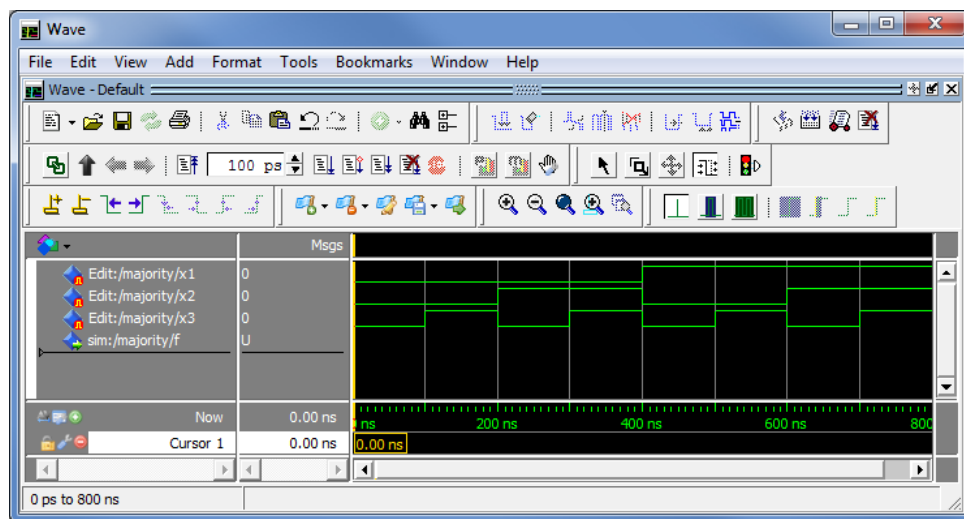 Wave
File Edit View Add Format Tools Bookmarks Window Help
Wave - Default
100 ps
Msgs
Edit:/majority/x1 0
Edit:/majority/x2 0
Edit:/majority/x3 0
sim:/majority/f U
Now 0.00 ns
ns 200 ns 400 ns 600 ns 800
Cursor 1 0.00 ns 0.00 ns
0 ps to 800 ns